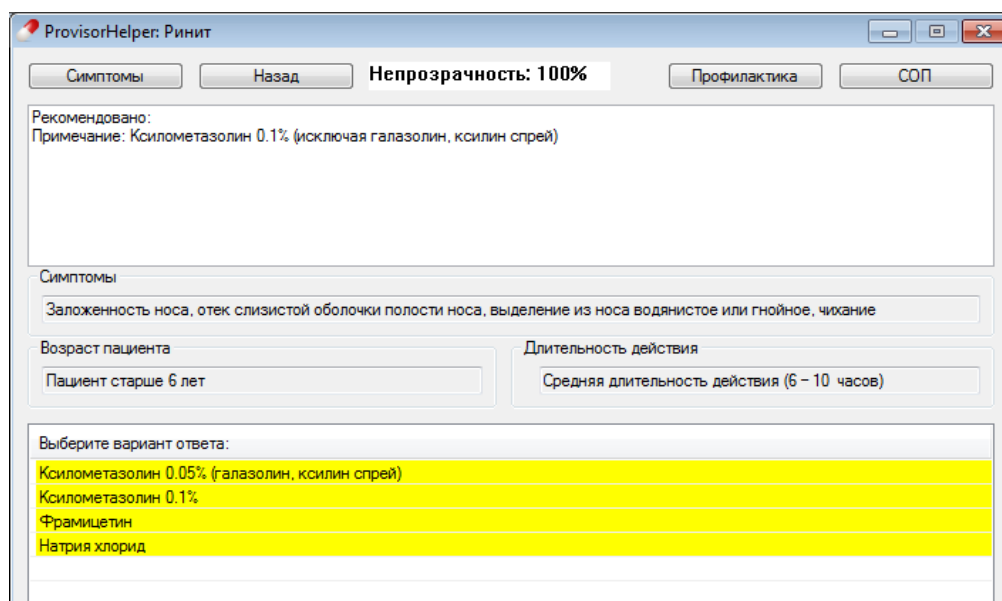 ProvisorHelper: Ринит
Симптомы Назад Непрозрачность: 100% Профилактика СОП
Рекомендовано:
Примечание: Ксилометазолин 0.1% (исключая галазолин, ксилин спрей)
Симптомы
Заложенность носа, отек слизистой оболочки полости носа, выделение из носа водянистое или гнойное, чихание
Возраст пациента Длительность действия
Пациент старше 6 лет Средняя длительность действия (6 – 10 часов)
Выберите вариант ответа:
Ксилометазолин 0.05% (галазолин, ксилин спрей)
Ксилометазолин 0.1%
Фрамицетин
Натрия хлорид